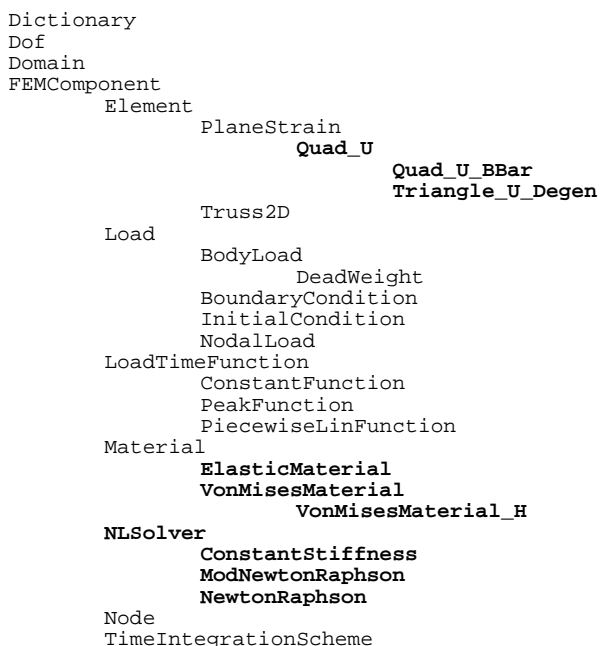 Dictionary
Dof
Domain
FEMComponent
Element
PlaneStrain
Quad_U
Quad_U_BBar
Triangle_U_Degen
Truss2D
Load
BodyLoad
DeadWeight
BoundaryCondition
InitialCondition
NodalLoad
LoadTimeFunction
ConstantFunction
PeakFunction
PiecewiseLinFunction
Material
ElasticMaterial
VonMisesMaterial
VonMisesMaterial_H
NLSolver
ConstantStiffness
ModNewtonRaphson
NewtonRaphson
Node
TimeIntegrationScheme